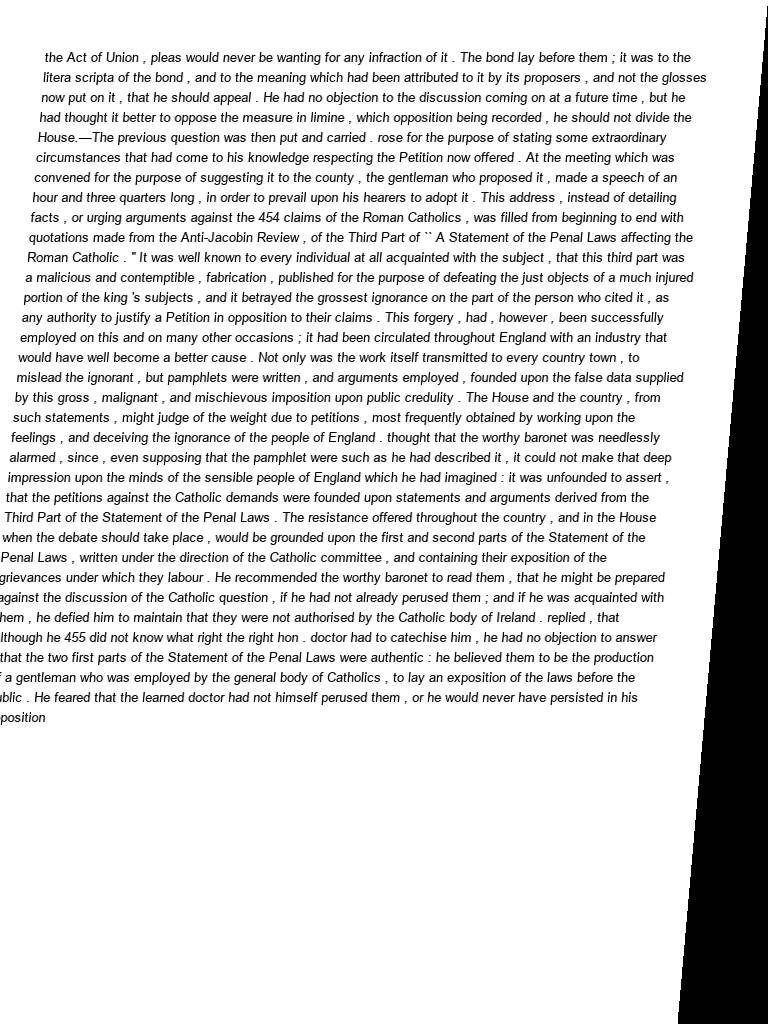 the Act of Union , pleas would never be wanting for any infraction of it . The bond lay before them ; it was to the
litera scripta of the bond , and to the meaning which had been attributed to it by its proposers , and not the glosses
now put on it , that he should appeal . He had no objection to the discussion coming on at a future time , but he
had thought it better to oppose the measure in limine , which opposition being recorded , he should not divide the
House.—The previous question was then put and carried . rose for the purpose of stating some extraordinary
circumstances that had come to his knowledge respecting the Petition now offered . At the meeting which was
convened for the purpose of suggesting it to the county , the gentleman who proposed it , made a speech of an
hour and three quarters long , in order to prevail upon his hearers to adopt it . This address , instead of detailing
facts , or urging arguments against the 454 claims of the Roman Catholics , was filled from beginning to end with
quotations made from the Anti-Jacobin Review , of the Third Part of `` A Statement of the Penal Laws affecting the
Roman Catholic . " It was well known to every individual at all acquainted with the subject , that this third part was
a malicious and contemptible , fabrication , published for the purpose of defeating the just objects of a much injured
portion of the king 's subjects , and it betrayed the grossest ignorance on the part of the person who cited it , as
any authority to justify a Petition in opposition to their claims . This forgery , had , however , been successfully
employed on this and on many other occasions ; it had been circulated throughout England with an industry that
would have well become a better cause . Not only was the work itself transmitted to every country town , to
mislead the ignorant , but pamphlets were written , and arguments employed , founded upon the false data supplied
by this gross , malignant , and mischievous imposition upon public credulity . The House and the country , from
such statements , might judge of the weight due to petitions , most frequently obtained by working upon the
feelings , and deceiving the ignorance of the people of England . thought that the worthy baronet was needlessly
alarmed , since , even supposing that the pamphlet were such as he had described it , it could not make that deep
impression upon the minds of the sensible people of England which he had imagined : it was unfounded to assert ,
that the petitions against the Catholic demands were founded upon statements and arguments derived from the
Third Part of the Statement of the Penal Laws . The resistance offered throughout the country , and in the House
when the debate should take place , would be grounded upon the first and second parts of the Statement of the
Penal Laws , written under the direction of the Catholic committee , and containing their exposition of the
grievances under which they labour . He recommended the worthy baronet to read them , that he might be prepared
against the discussion of the Catholic question , if he had not already perused them ; and if he was acquainted with
hem , he defied him to maintain that they were not authorised by the Catholic body of Ireland . replied , that
lthough he 455 did not know what right the right hon . doctor had to catechise him , he had no objection to answer
that the two first parts of the Statement of the Penal Laws were authentic : he believed them to be the production
f a gentleman who was employed by the general body of Catholics , to lay an exposition of the laws before the
ublic . He feared that the learned doctor had not himself perused them , or he would never have persisted in his
position